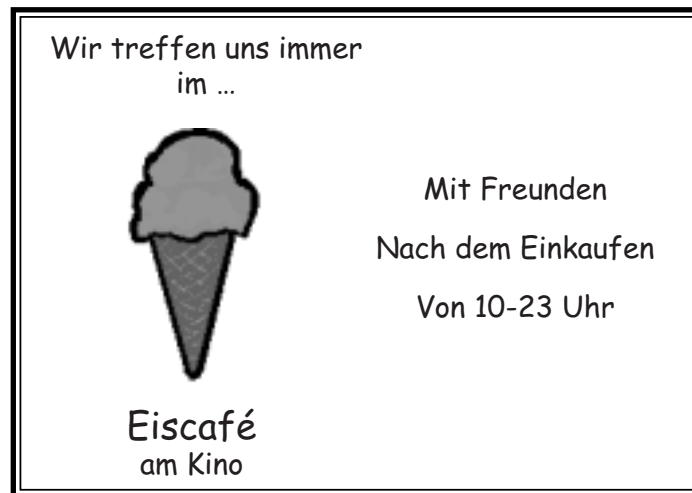 Wir treffen uns immer
im ...
Mit Freunden
Nach dem Einkaufen
Von 10-23 Uhr
Eiscafé
am Kino